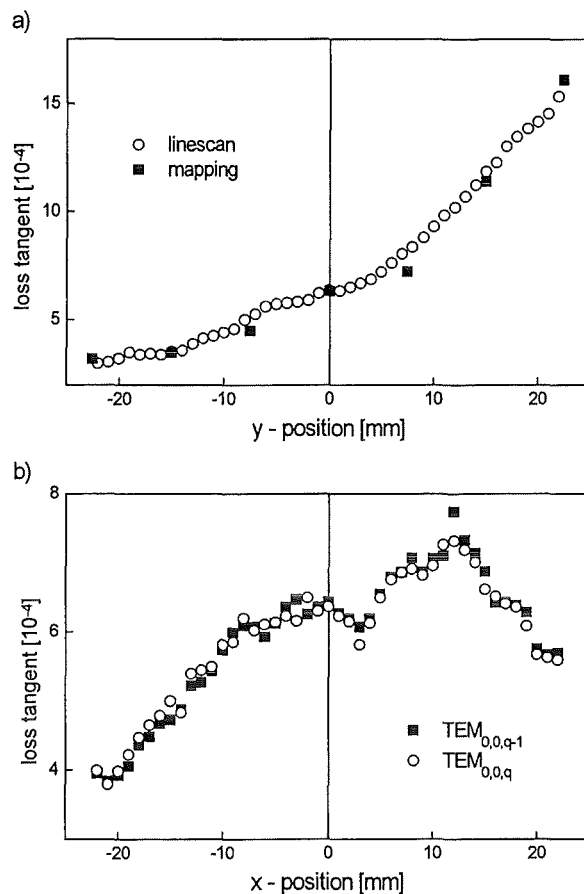 a)
15
10
5
loss tangent [10⁻⁴]
linescan
mapping
-20 -10 0 10 20
y - position [mm]
b)
8
6
4
loss tangent [10⁻⁴]
TEM₀,₀,q-1
TEM₀,₀,q
-20 -10 0 10 20
x - position [mm]